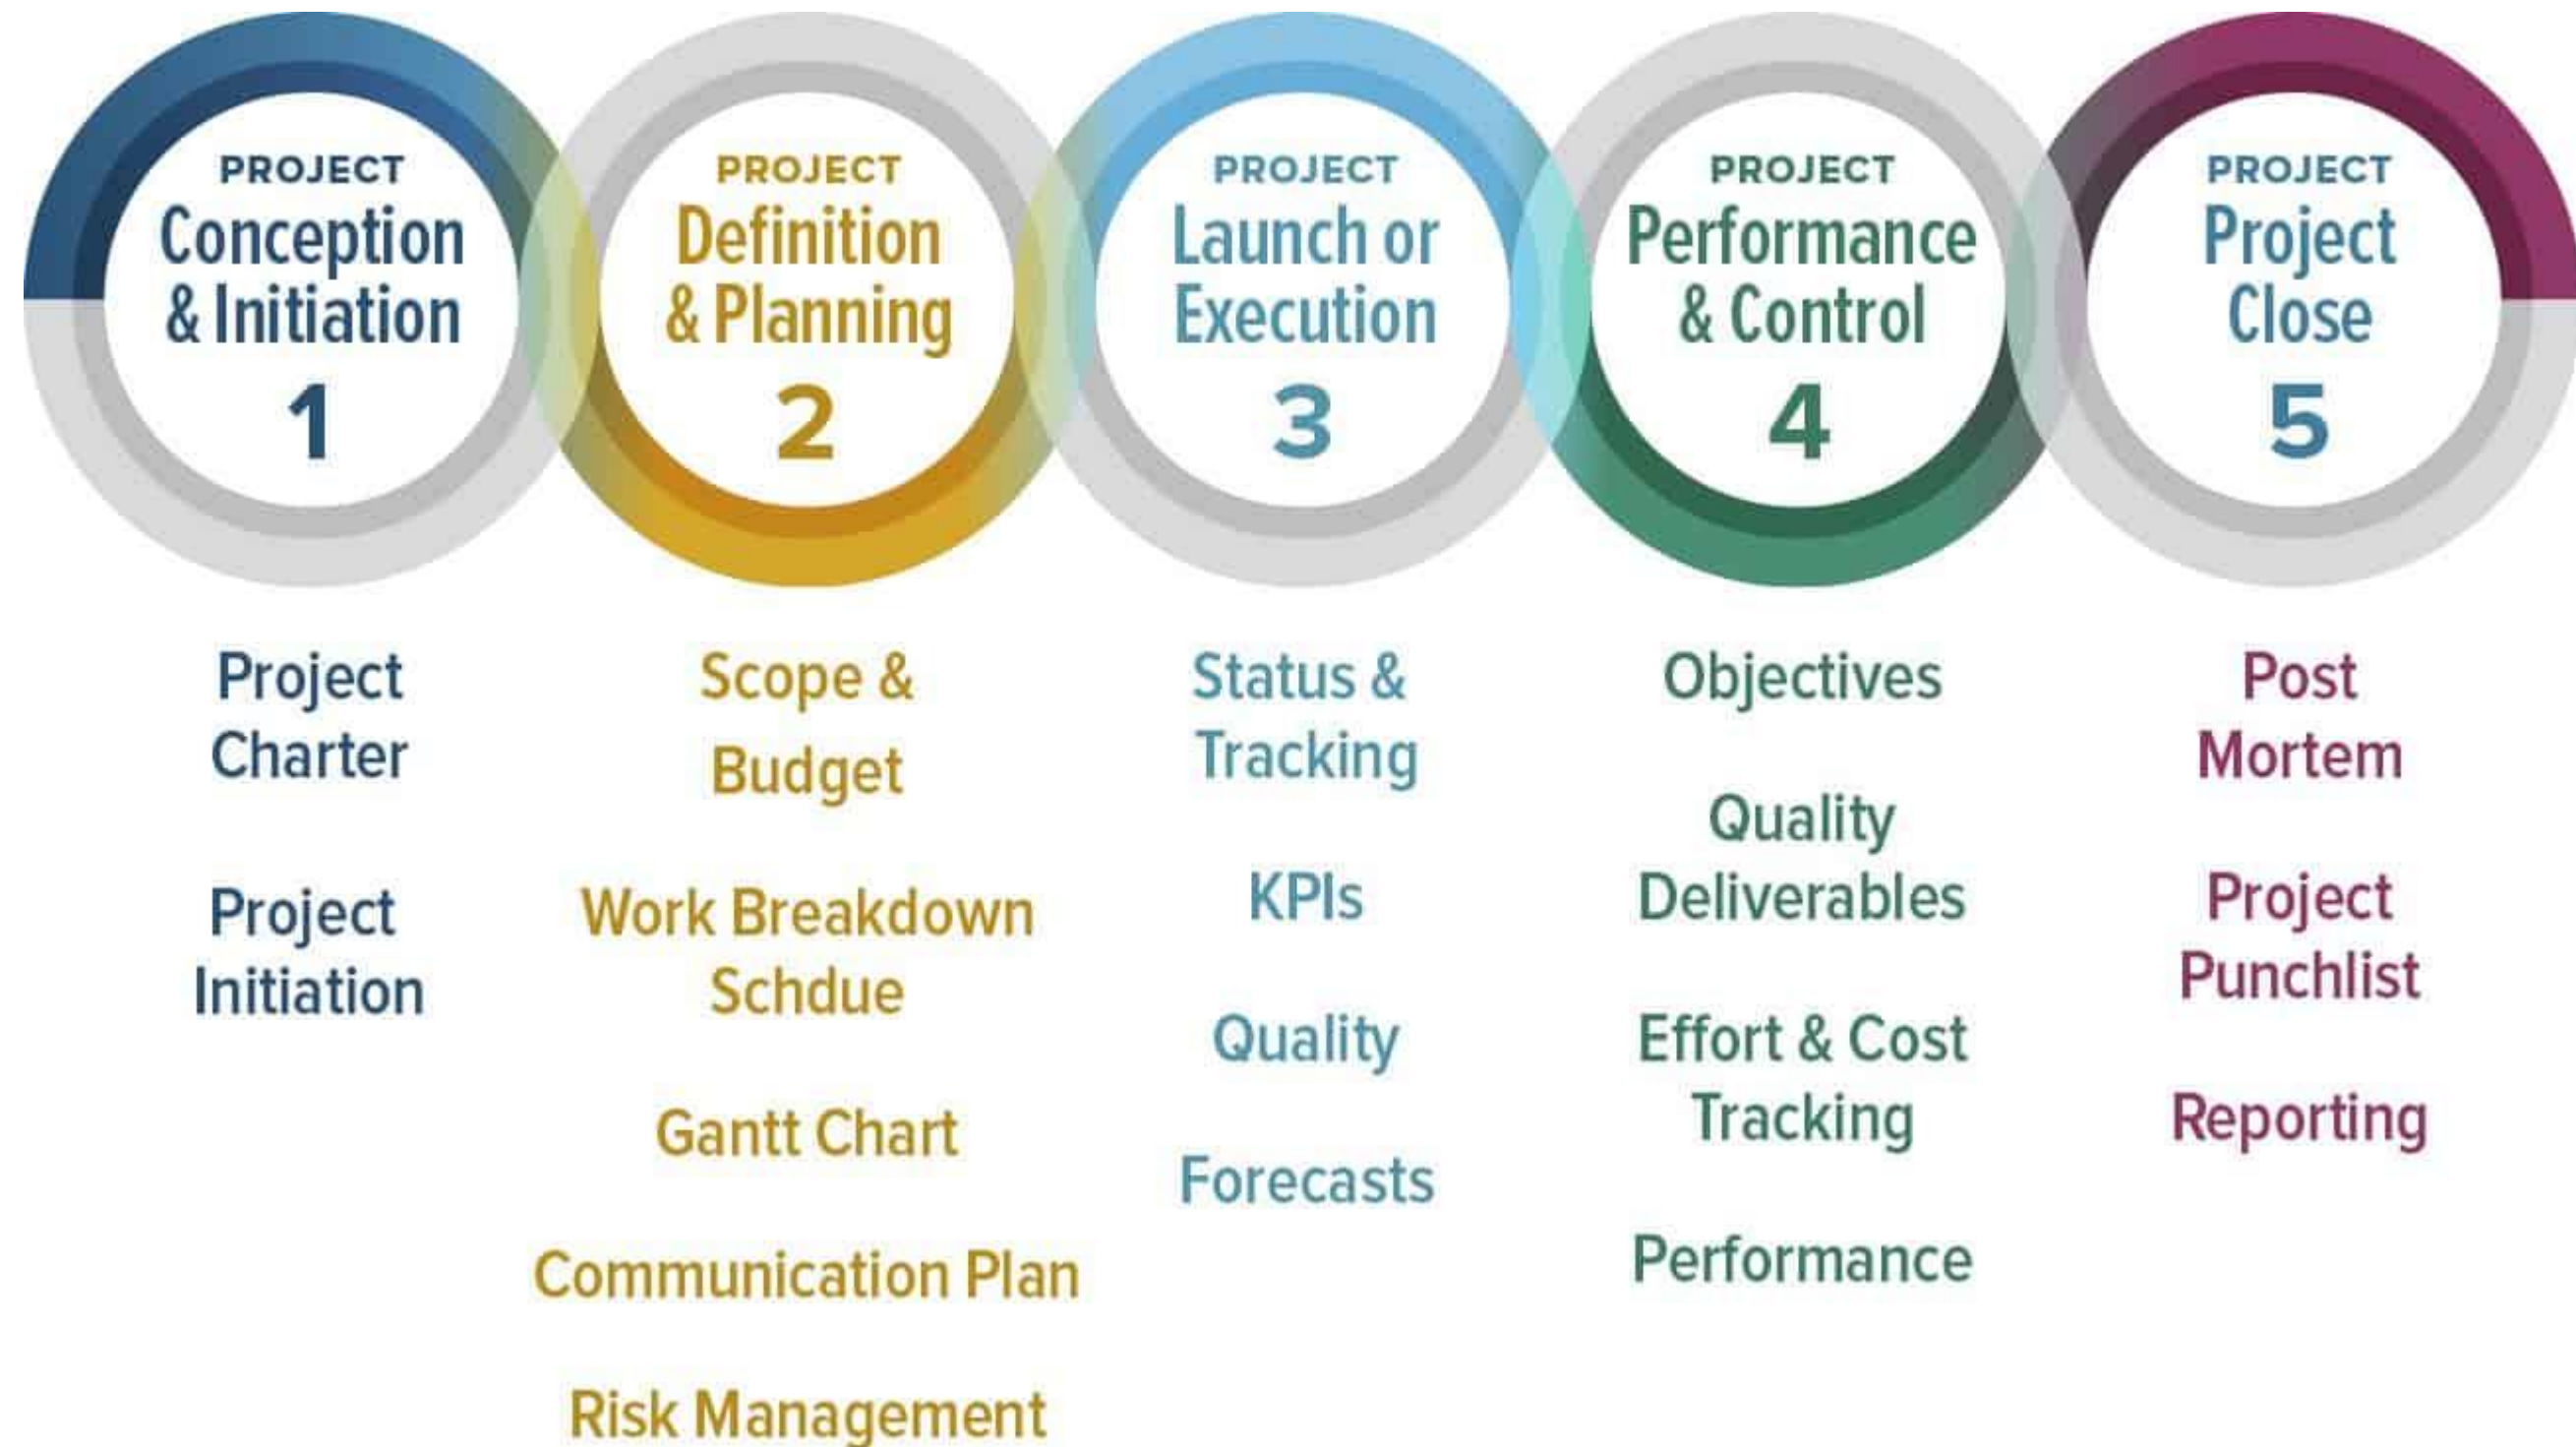 PROJECT
Conception
& Initiation
1
PROJECT
Definition
& Planning
2
PROJECT
Launch or
Execution
3
PROJECT
Performance
& Control
4
PROJECT
Project
Close
5
Project
Charter
Project
Initiation
Scope &
Budget
Work Breakdown
Schdue
Gantt Chart
Communication Plan
Risk Management
Status &
Tracking
KPIs
Quality
Forecasts
Objectives
Quality
Deliverables
Effort & Cost
Tracking
Performance
Post
Mortem
Project
Punchlist
Reporting